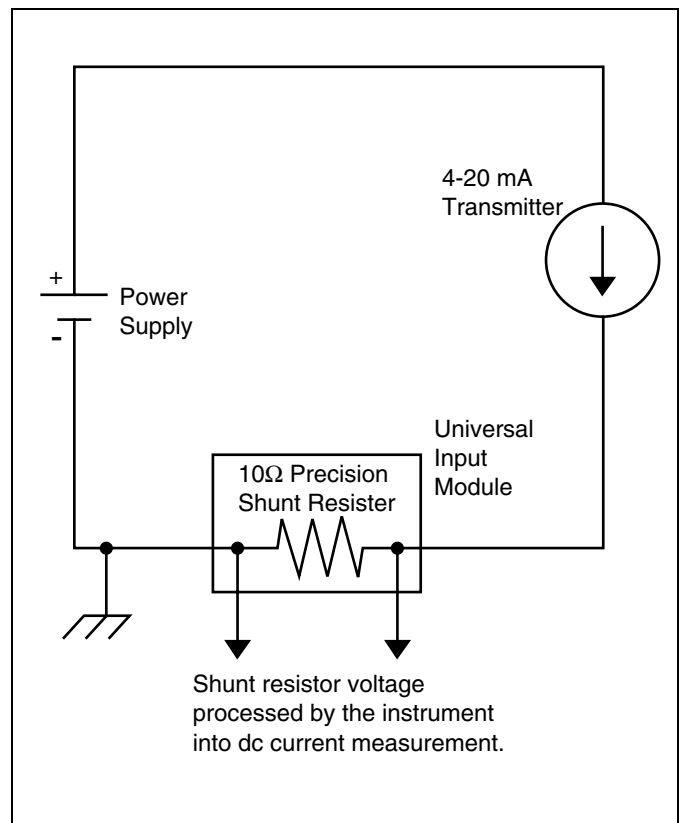 4-20 mA
Transmitter
+
Power
Supply
-
Universal
Input
Module
10Ω Precision
Shunt Resister
Shunt resistor voltage
processed by the instrument
into dc current measurement.